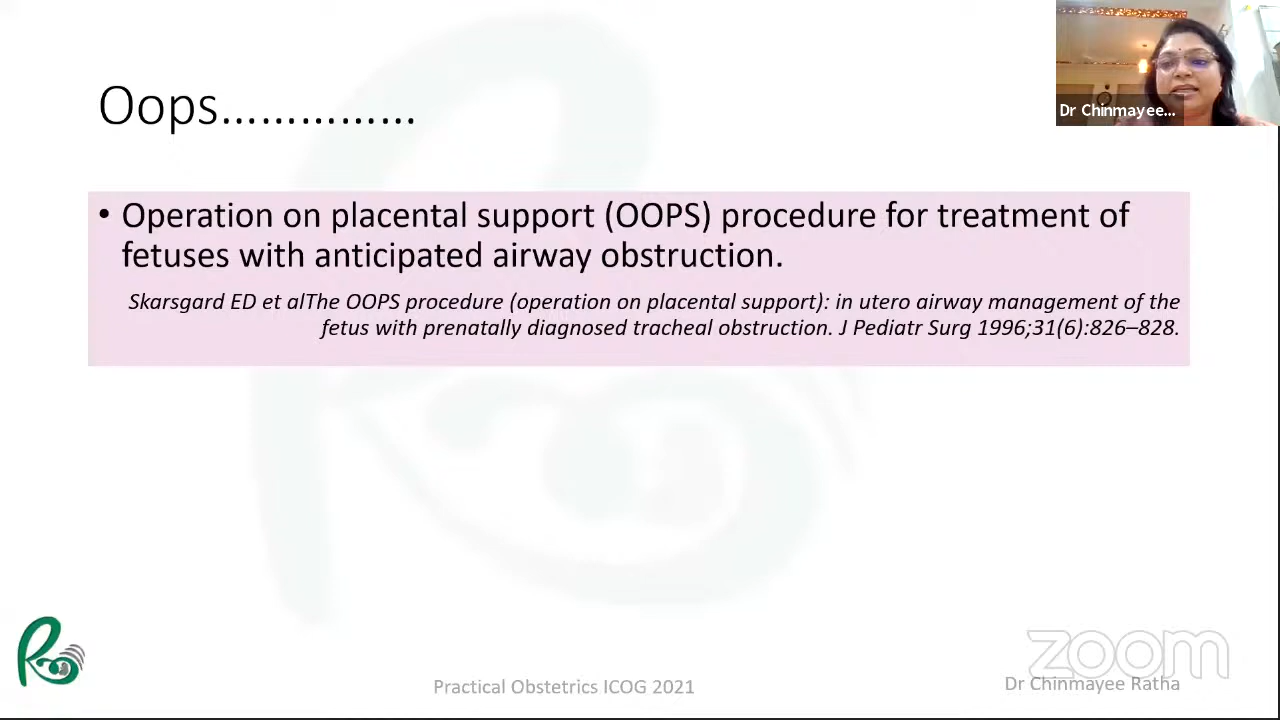 Oops……………
Dr Chinmayee...
• Operation on placental support (OOPS) procedure for treatment of
fetuses with anticipated airway obstruction.
Skarsgard ED et alThe OOPS procedure (operation on placental support): in utero airway management of the
fetus with prenatally diagnosed tracheal obstruction. J Pediatr Surg 1996;31(6):826–828.
zoom
Practical Obstetrics ICOG 2021
Dr Chinmayee Ratha